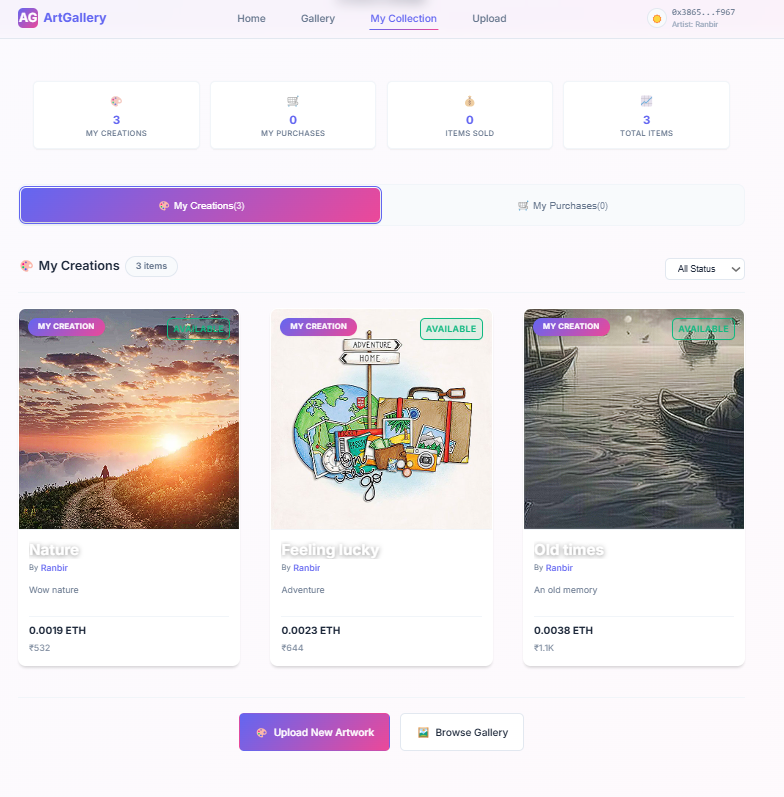 AG ArtGallery
Home Gallery My Collection Upload
0x3865...f967
Artist: Ranbir
3 0 0 3
MY CREATIONS MY PURCHASES ITEMS SOLD TOTAL ITEMS
My Creations(3) My Purchases(0)
My Creations 3 items All Status
MY CREATION AVAILABLE MY CREATION AVAILABLE MY CREATION AVAILABLE
ADVENTURE
HOME
Nature Feeling lucky Old times
By Ranbir By Ranbir By Ranbir
Wow nature Adventure An old memory
0.0019 ETH 0.0023 ETH 0.0038 ETH
₹532 ₹644 ₹1.1K
Upload New Artwork Browse Gallery